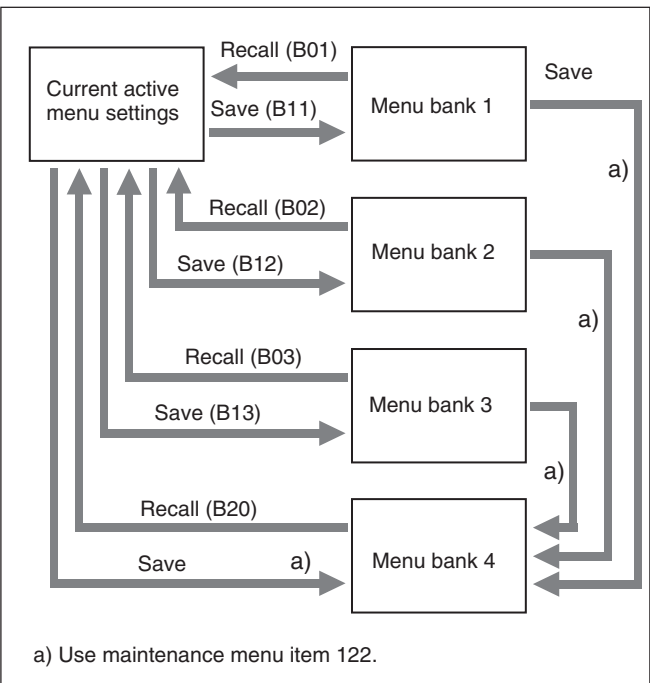 Current active
menu settings
Recall (B01)
Save (B11)
Menu bank 1
Save
a)
Recall (B02)
Save (B12)
Menu bank 2
a)
Recall (B03)
Save (B13)
Menu bank 3
a)
Recall (B20)
Save
a)
Menu bank 4
a) Use maintenance menu item 122.